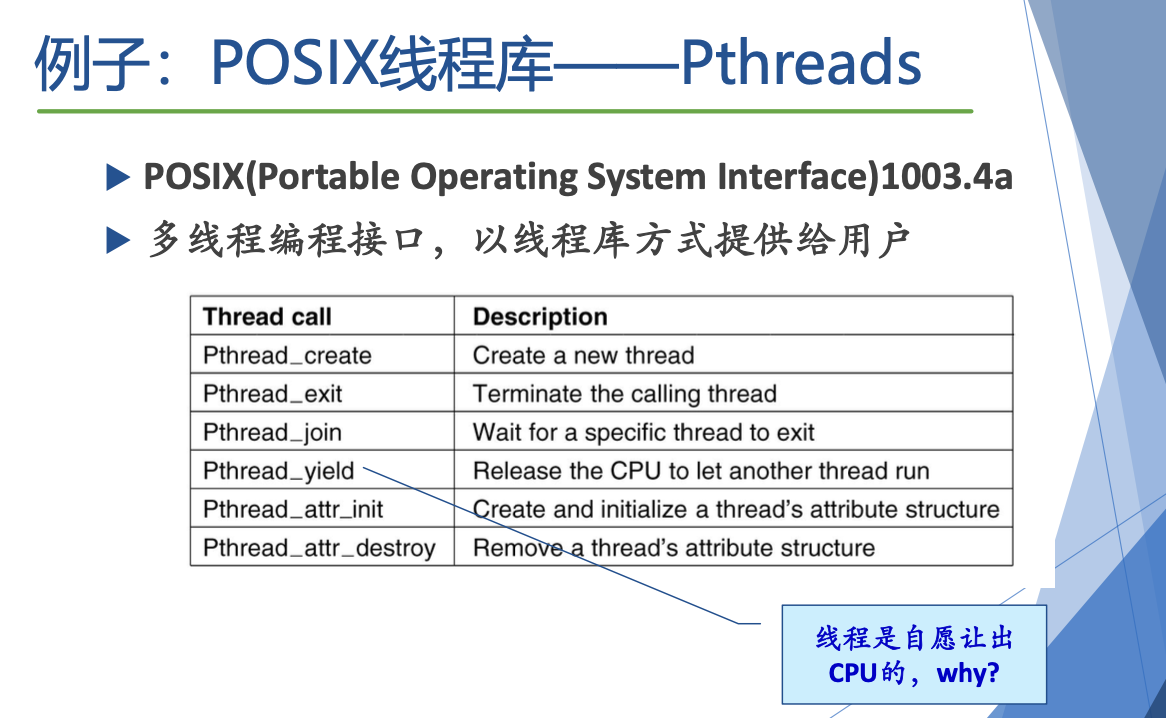 例子：POSIX线程库——Pthreads
POSIX(Portable Operating System Interface)1003.4a
多线程编程接口，以线程库方式提供给用户
Thread call Description
Pthread_create Create a new thread
Pthread_exit Terminate the calling thread
Pthread_join Wait for a specific thread to exit
Pthread_yield Release the CPU to let another thread run
Pthread_attr_init Create and initialize a thread's attribute structure
Pthread_attr_destroy Remove a thread's attribute structure
线程是自愿让出
CPU的，why?